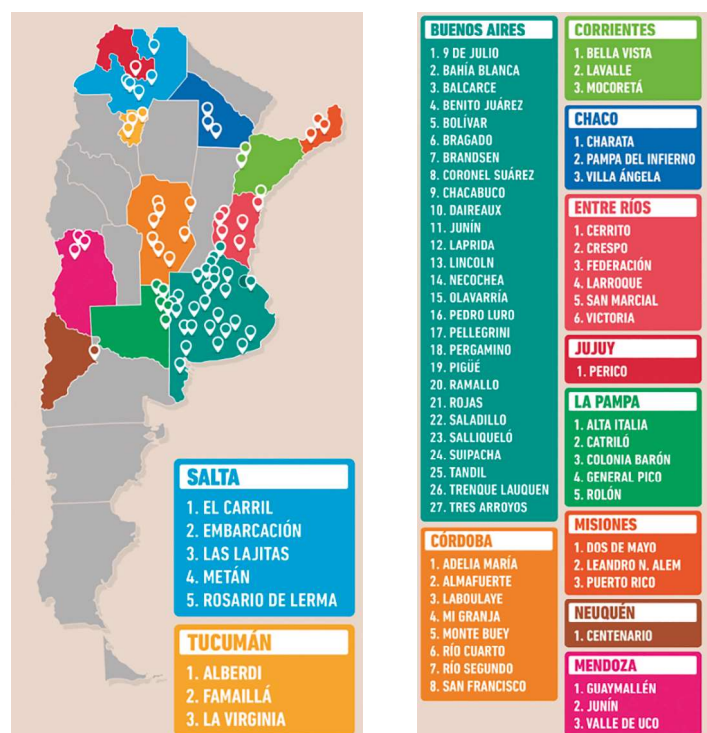 SALTA
1. EL CARRIL
2. EMBARCACIÓN
3. LAS LAJITAS
4. METÁN
5. ROSARIO DE LERMA
TUCUMÁN
1. ALBERDI
2. FAMAILLÁ
3. LA VIRGINIA
BUENOS AIRES
1. 9 DE JULIO
2. BAHÍA BLANCA
3. BALCARCE
4. BENITO JUÁREZ
5. BOLÍVAR
6. BRAGADO
7. BRANDSEN
8. CORONEL SUÁREZ
9. CHACABUCO
10. DAIREAUX
11. JUNÍN
12. LAPRIDA
13. LINCOLN
14. NECOCHEA
15. OLAVARRÍA
16. PEDRO LURO
17. PELLEGRINI
18. PERGAMINO
19. PIGÜÉ
20. RAMALLO
21. ROJAS
22. SALADILLO
23. SALLIQUELÓ
24. SUIPACHA
25. TANDIL
26. TRENQUE LAUQUEN
27. TRES ARROYOS
CÓRDOBA
1. ADELIA MARÍA
2. ALMAFUERTE
3. LABOULAYE
4. MI GRANJA
5. MONTE BUEY
6. RÍO CUARTO
7. RÍO SEGUNDO
8. SAN FRANCISCO
CORRIENTES
1. BELLA VISTA
2. LAVALLE
3. MOCORETÁ
CHACO
1. CHARATA
2. PAMPA DEL INFIERNO
3. VILLA ÁNGELA
ENTRE RÍOS
1. CERRITO
2. CRESPO
3. FEDERACIÓN
4. LARROQUE
5. SAN MARCIAL
6. VICTORIA
JUJUY
1. PERICO
LA PAMPA
1. ALTA ITALIA
2. CATRILÓ
3. COLONIA BARÓN
4. GENERAL PICO
5. ROLÓN
MISIONES
1. DOS DE MAYO
2. LEANDRO N. ALEM
3. PUERTO RICO
NEUQUÉN
1. CENTENARIO
MENDOZA
1. GUAYMALLÉN
2. JUNÍN
3. VALLE DE UCO